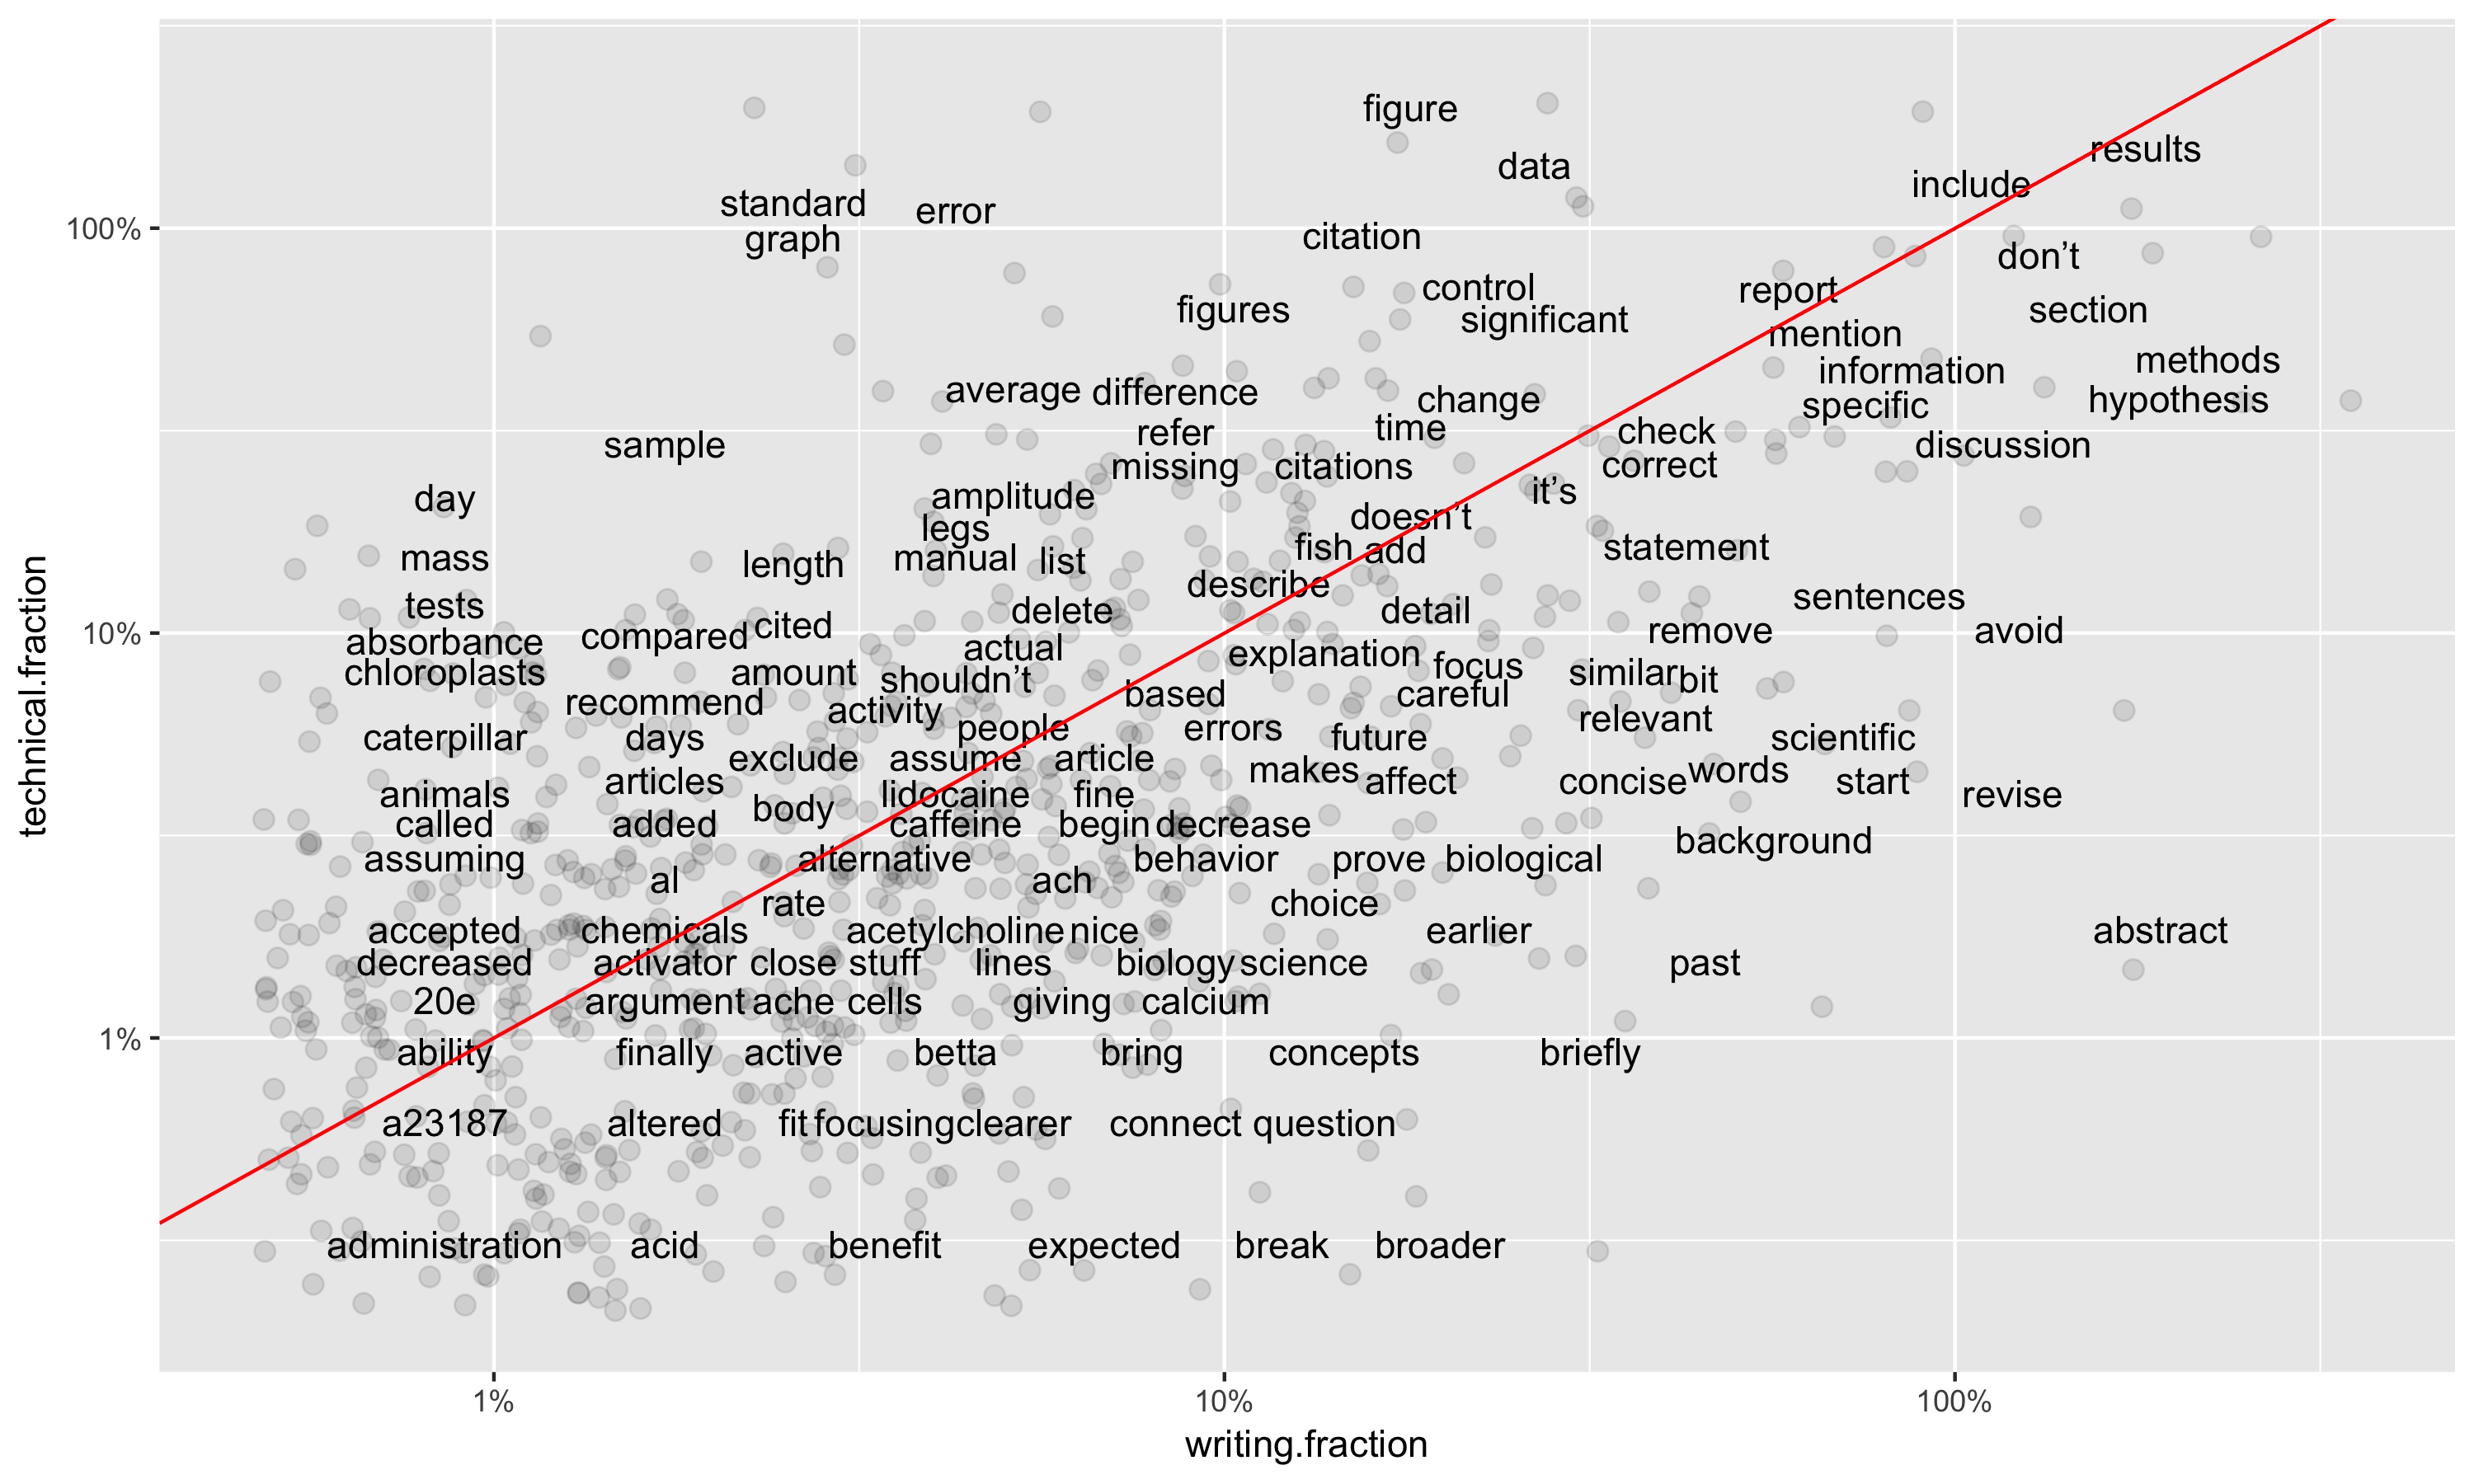 figure
results
data
include
standard
error
100%
graph
citation
don’t
control
report
figures
significant
section
mention
methods
information
average
difference
change
hypothesis
specific
refer
time
check
sample
discussion
missing
citations
correct
day
amplitude
it’s
legs
doesn’t
mass
length
manual
list
fish
add
statement
describe
tests
delete
detail
sentences
10%
absorbance
compared
cited
actual
explanation
remove
avoid
chloroplasts
amount
shouldn’t
focus
similar
bit
recommend
activity
based
careful
relevant
caterpillar
days
people
errors
future
scientific
exclude
assume
article
makes
articles
affect
concise
words
start
animals
body
lidocaine
fine
revise
called
added
caffeine
begin
decrease
background
assuming
alternative
behavior
prove
biological
al
ach
rate
choice
accepted
chemicals
acetylcholine
nice
earlier
abstract
decreased
activator
close
stuff
lines
biology
science
past
20e
argument
ache
cells
giving
calcium
1%
ability
finally
active
betta
bring
concepts
briefly
a23187
altered
fit
focusing
clearer
connect
question
administration
acid
benefit
expected
break
broader
1%
10%
100%
writing.fraction
technical.fraction